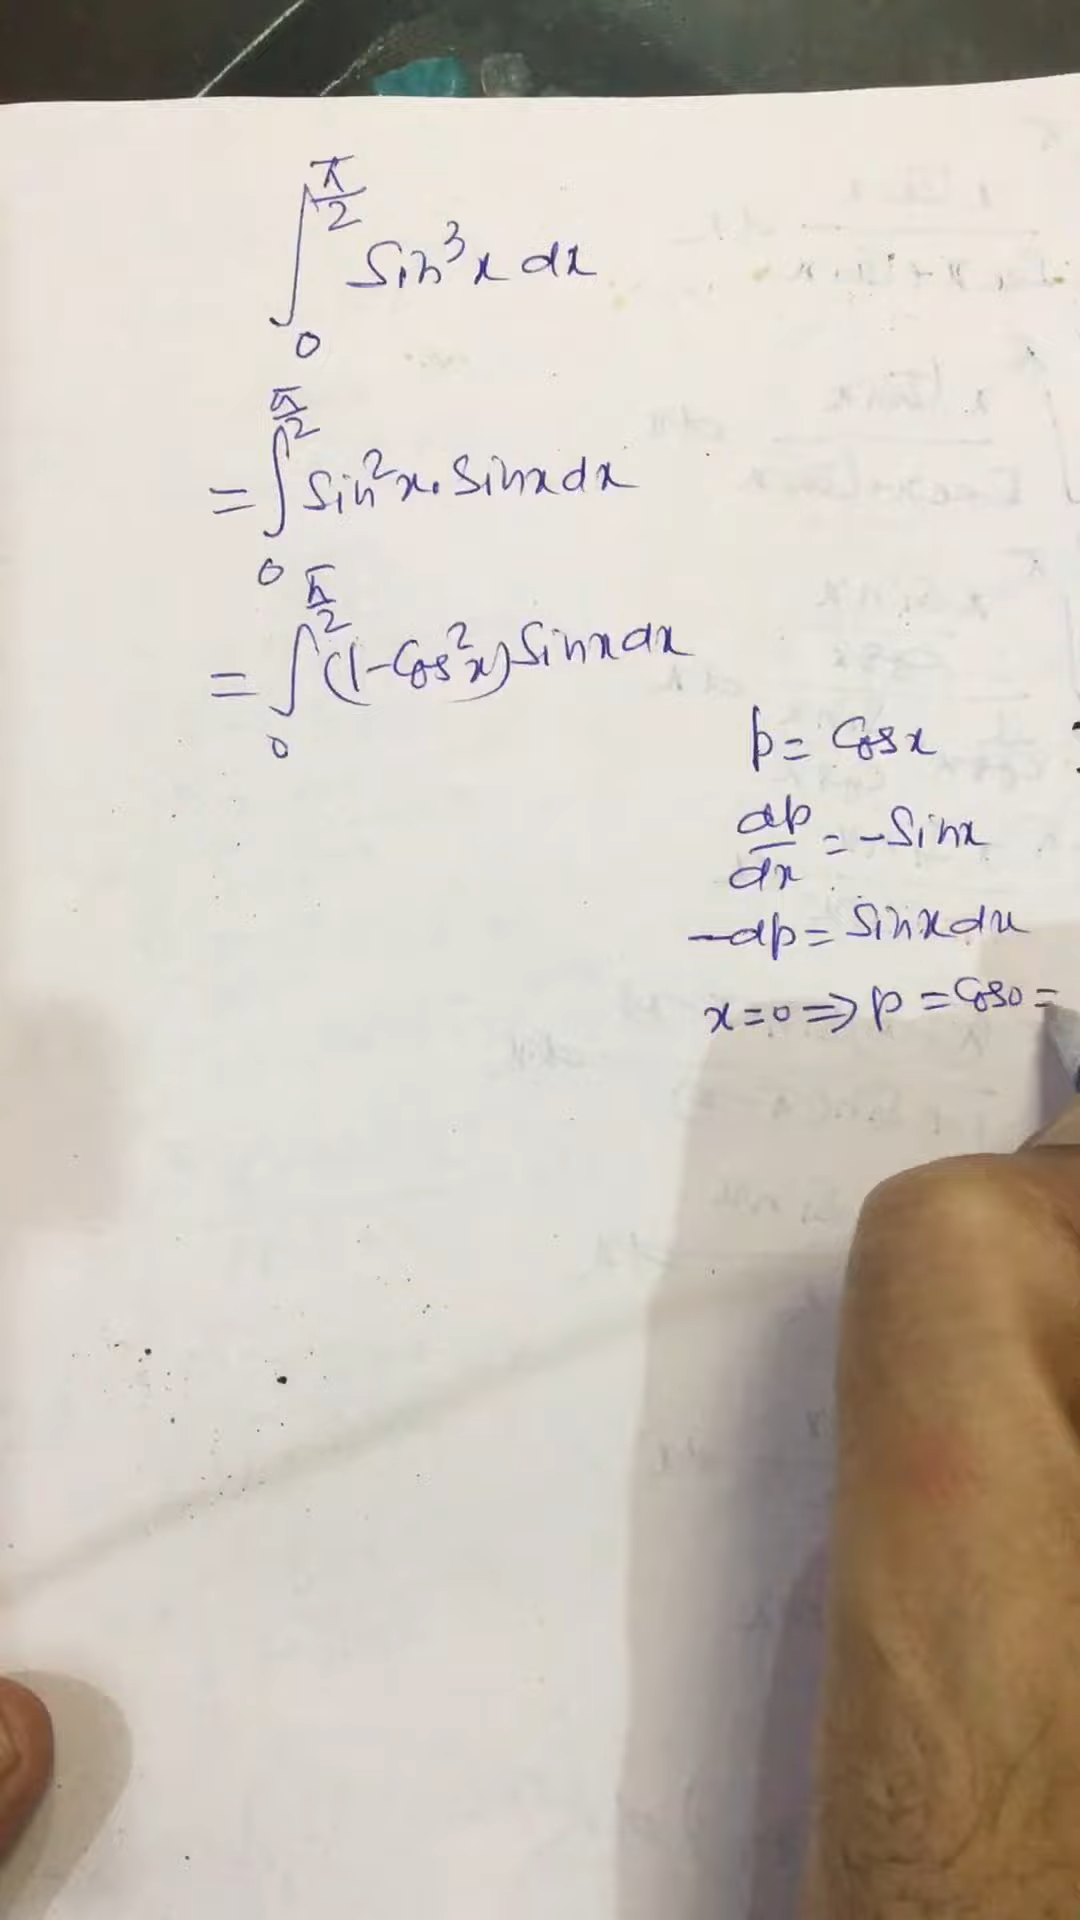 ∫₀^(π/2) Sin³x dx
= ∫₀^(π/2) Sin²x . Sinx dx
= ∫₀^(π/2) (1-Cos²x) Sinx dx
p = Cosx
dp/dx = -Sinx
-dp = Sinx dx
x=0 ⇒ p = Cos0 =